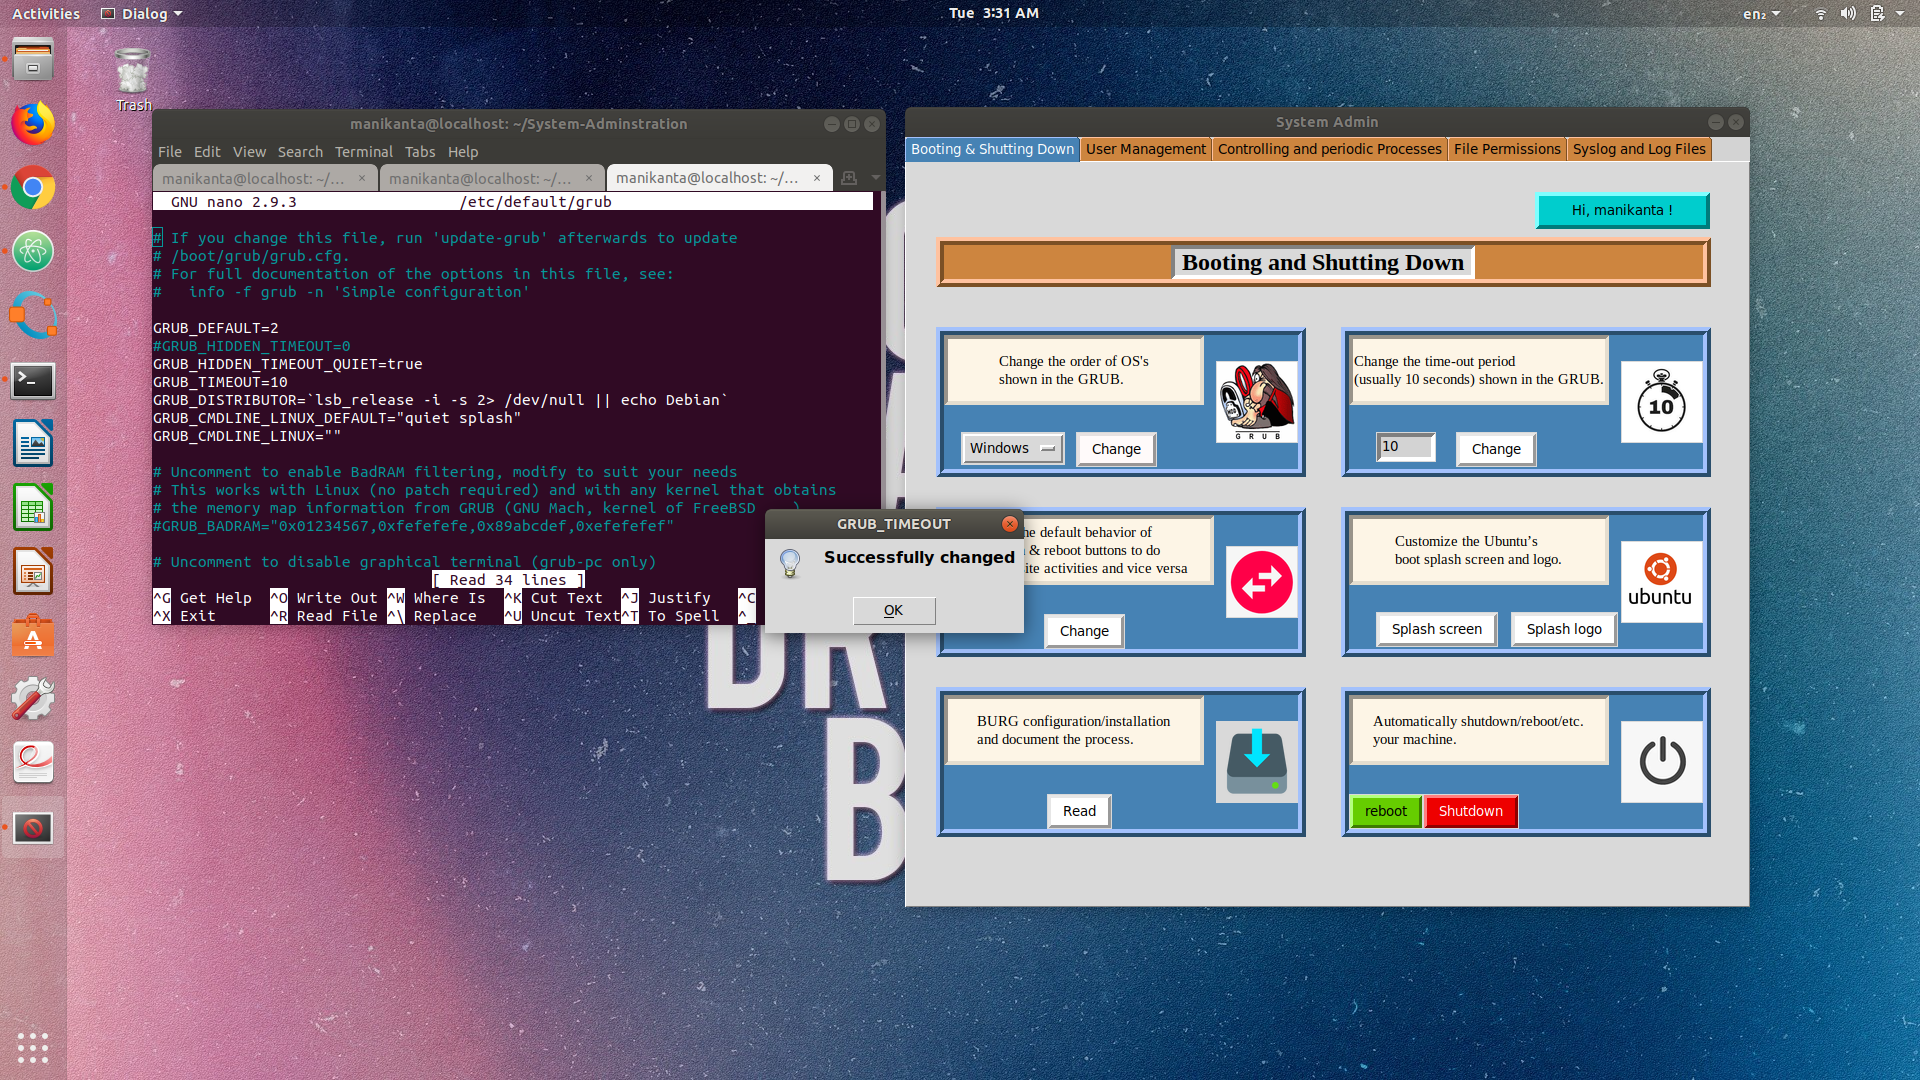 Activities
Dialog
Tue 3:31 AM
en₂
Trash
manikanta@localhost: ~/System-Adminstration
File Edit View Search Terminal Tabs Help
manikanta@localhost: ~/... × manikanta@localhost: ~/... × manikanta@localhost: ~/... ×
GNU nano 2.9.3 /etc/default/grub
# If you change this file, run 'update-grub' afterwards to update
# /boot/grub/grub.cfg.
# For full documentation of the options in this file, see:
#   info -f grub -n 'Simple configuration'
GRUB_DEFAULT=2
#GRUB_HIDDEN_TIMEOUT=0
GRUB_HIDDEN_TIMEOUT_QUIET=true
GRUB_TIMEOUT=10
GRUB_DISTRIBUTOR=`lsb_release -i -s 2> /dev/null || echo Debian`
GRUB_CMDLINE_LINUX_DEFAULT="quiet splash"
GRUB_CMDLINE_LINUX=""
# Uncomment to enable BadRAM filtering, modify to suit your needs
# This works with Linux (no patch required) and with any kernel that obtains
# the memory map information from GRUB (GNU Mach, kernel of FreeBSD
#GRUB_BADRAM="0x01234567,0xfefefefe,0x89abcdef,0xefefefef"
# Uncomment to disable graphical terminal (grub-pc only)
[ Read 34 lines ]
^G Get Help ^O Write Out ^W Where Is ^K Cut Text ^J Justify ^C
^X Exit ^R Read File ^\ Replace ^U Uncut Text ^T To Spell ^_
GRUB_TIMEOUT
Successfully changed
OK
DR
B
System Admin
Booting & Shutting Down User Management Controlling and periodic Processes File Permissions Syslog and Log Files
Hi, manikanta !
Booting and Shutting Down
Change the order of OS's
shown in the GRUB.
Windows Change
GRUB
Change the time-out period
(usually 10 seconds) shown in the GRUB.
10 Change
10
he default behavior of
& reboot buttons to do
ite activities and vice versa
Change
Customize the Ubuntu’s
boot splash screen and logo.
Splash screen Splash logo
ubuntu
BURG configuration/installation
and document the process.
Read
Automatically shutdown/reboot/etc.
your machine.
reboot Shutdown